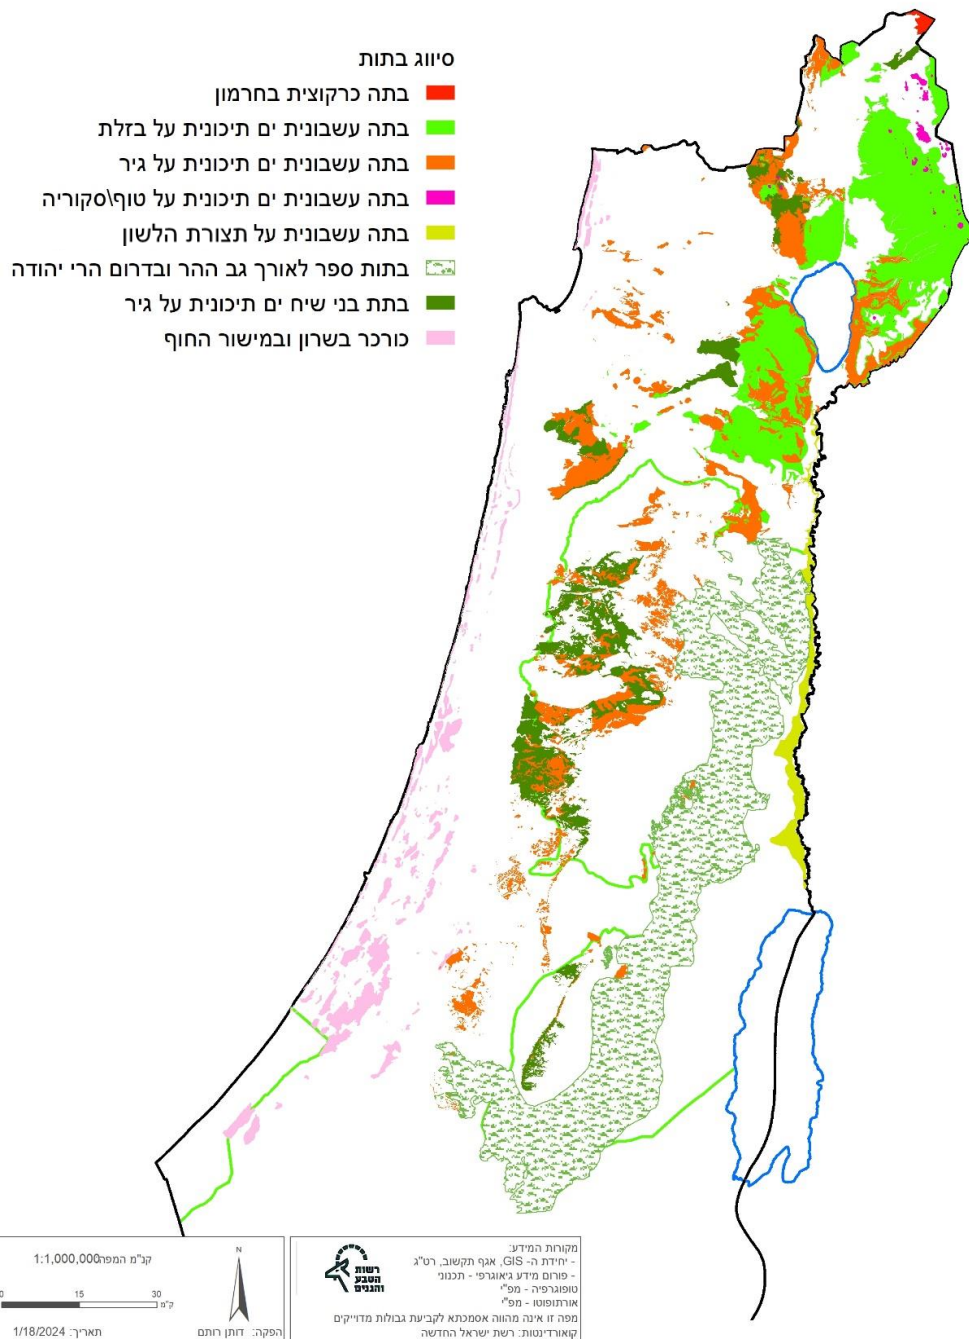 סיווג בתות
בתה כרקוצית בחרמון
בתה עשבונית ים תיכונית על בזלת
בתה עשבונית ים תיכונית על גיר
בתה עשבונית ים תיכונית על טוף\סקוריה
בתה עשבונית על תצורת הלשון
בתות ספר לאורך גב ההר ובדרום הרי יהודה
בתת בני שיח ים תיכונית על גיר
כורכר בשרון ובמישור החוף
קנ"מ המפה 1:1,000,000
0 15 30
ק"מ
N
תאריך: 1/18/2024
הפקה: דותן רותם
רשות
הטבע
והגנים
מקורות המידע:
- יחידת ה- GIS, אגף תקשוב, רט"ג
- פורום מידע גיאוגרפי - תכנוני
טופוגרפיה - מפ"י
אורתופוטו - מפ"י
מפה זו אינה מהווה אסמכתא לקביעת גבולות מדוייקים
קואורדינטות: רשת ישראל החדשה